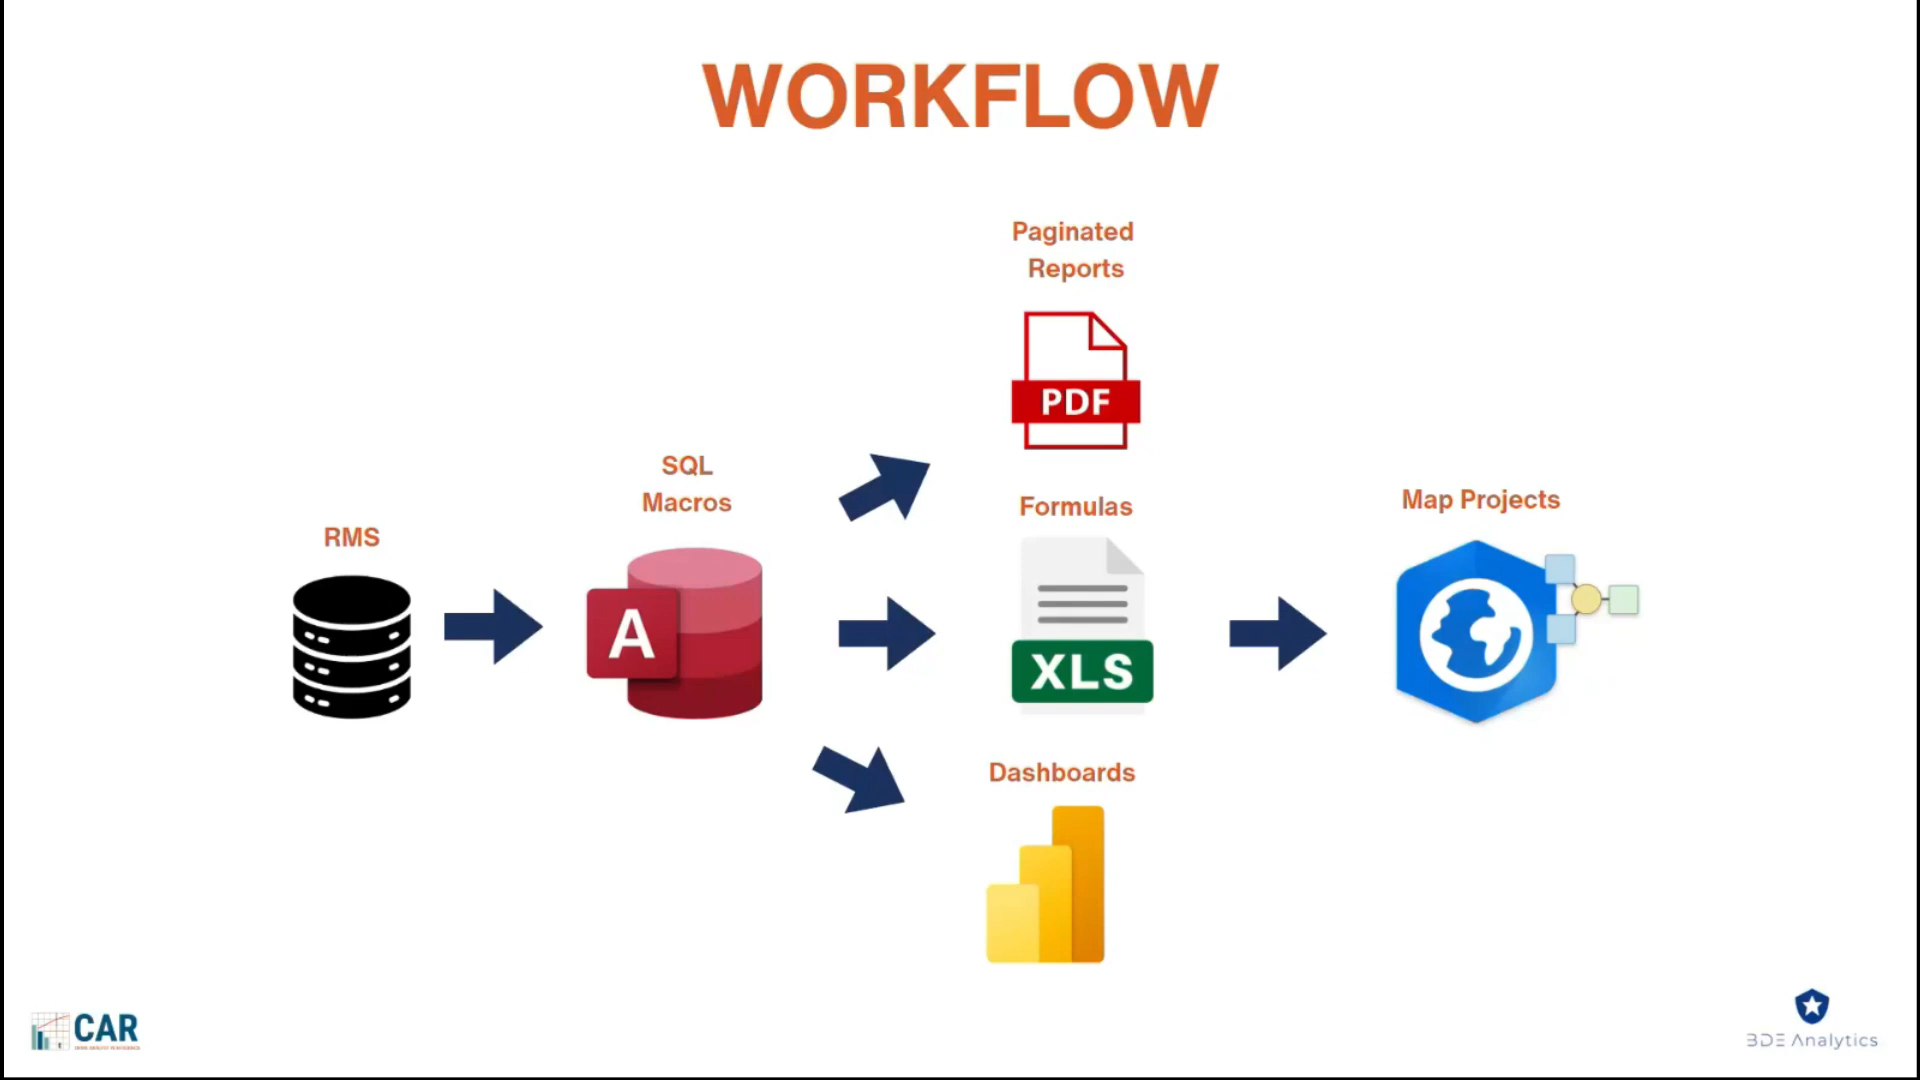 WORKFLOW
Paginated
Reports
PDF
SQL
Macros
Formulas
Map Projects
RMS
A
XLS
Dashboards
CAR
BDE Analytics